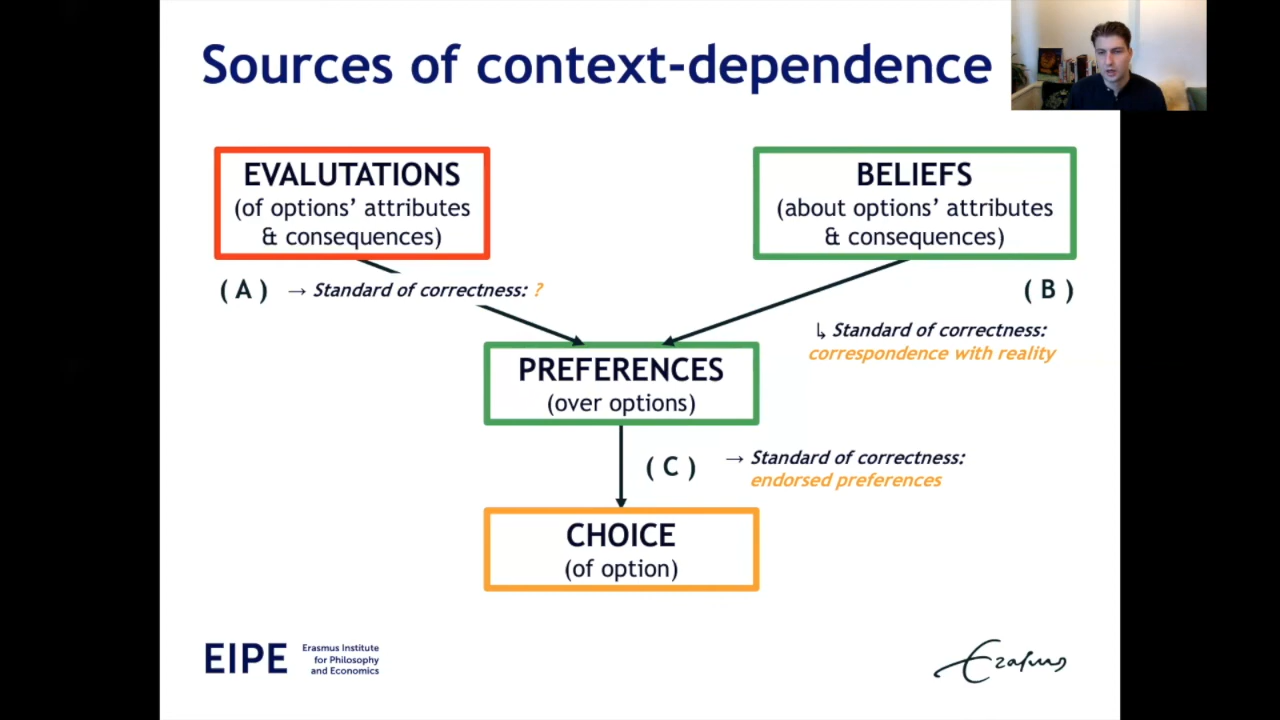 Sources of context-dependence
EVALUTATIONS
(of options' attributes
& consequences)
BELIEFS
(about options' attributes
& consequences)
( A )
→ Standard of correctness: ?
( B )
↳ Standard of correctness:
correspondence with reality
PREFERENCES
(over options)
( C )
→ Standard of correctness:
endorsed preferences
CHOICE
(of option)
EIPE
Erasmus Institute
for Philosophy
and Economics
Erasmus